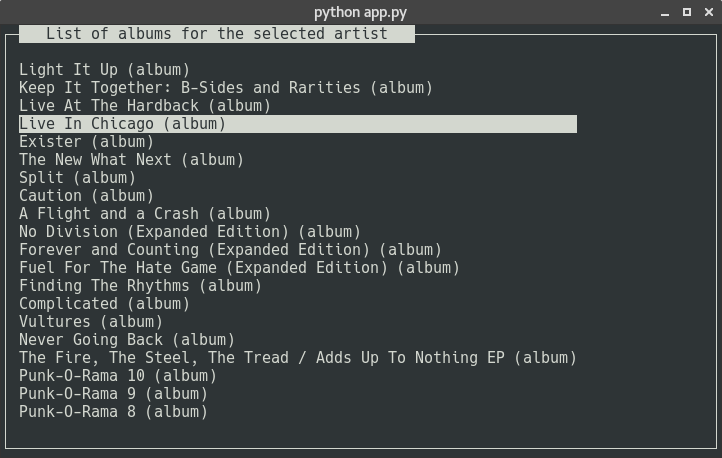 python app.py
List of albums for the selected artist
Light It Up (album)
Keep It Together: B-Sides and Rarities (album)
Live At The Hardback (album)
Live In Chicago (album)
Exister (album)
The New What Next (album)
Split (album)
Caution (album)
A Flight and a Crash (album)
No Division (Expanded Edition) (album)
Forever and Counting (Expanded Edition) (album)
Fuel For The Hate Game (Expanded Edition) (album)
Finding The Rhythms (album)
Complicated (album)
Vultures (album)
Never Going Back (album)
The Fire, The Steel, The Tread / Adds Up To Nothing EP (album)
Punk-O-Rama 10 (album)
Punk-O-Rama 9 (album)
Punk-O-Rama 8 (album)